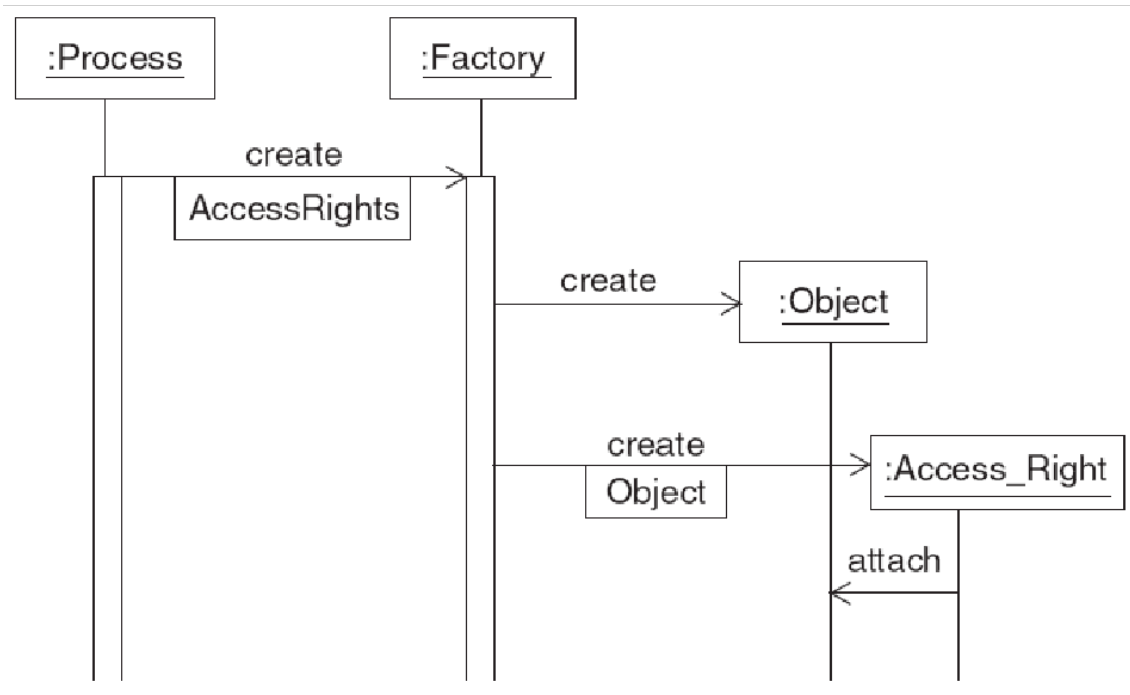 :Process
:Factory
create
AccessRights
create
:Object
create
Object
:Access_Right
attach